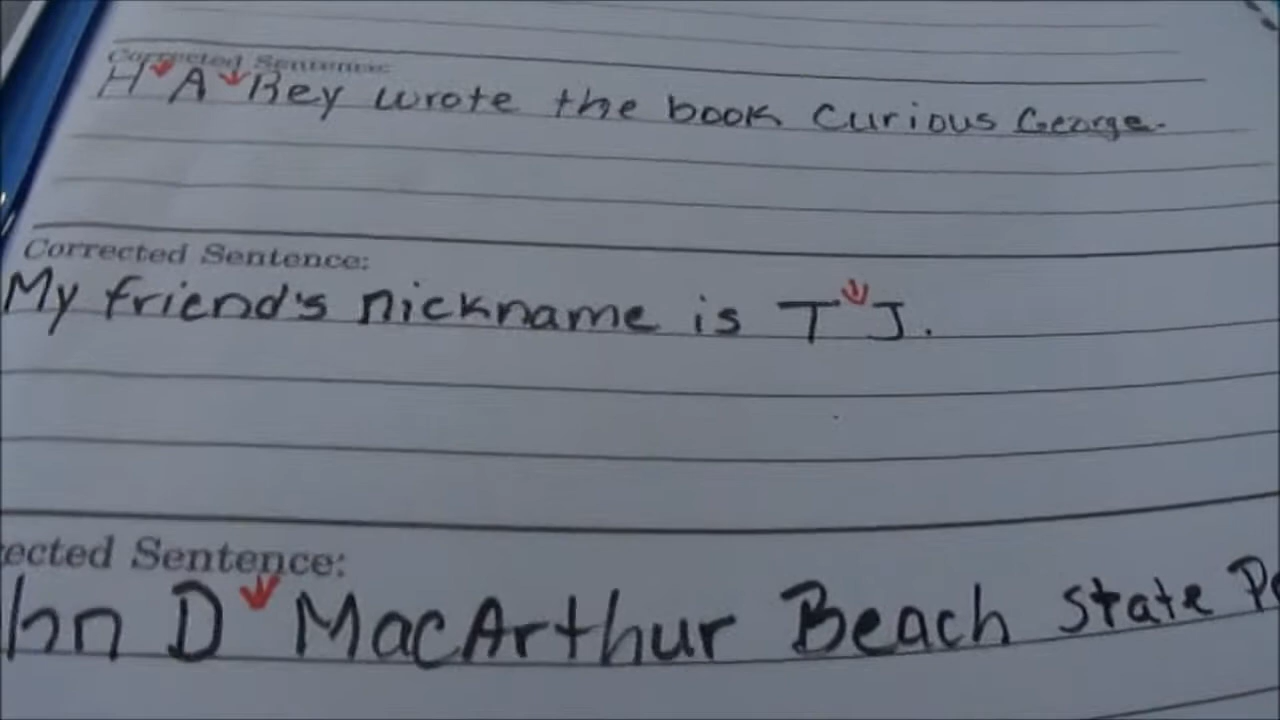 Corrected Sentence:
H A Rey wrote the book Curious George.
Corrected Sentence:
My friend's nickname is T J.
ected Sentence:
hn D MacArthur Beach State